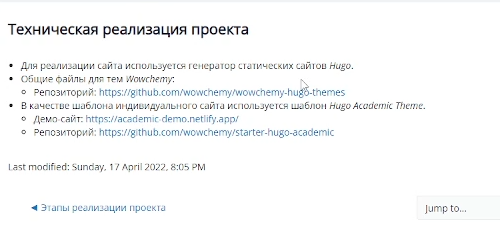 Техническая реализация проекта
Для реализации сайта используется генератор статических сайтов Hugo.
Общие файлы для тем Wowchemy:
Репозиторий: https://github.com/wowchemy/wowchemy-hugo-themes
В качестве шаблона индивидуального сайта используется шаблон Hugo Academic Theme.
Демо-сайт: https://academic-demo.netlify.app/
Репозиторий: https://github.com/wowchemy/starter-hugo-academic
Last modified: Sunday, 17 April 2022, 8:05 PM
◄ Этапы реализации проекта
Jump to...